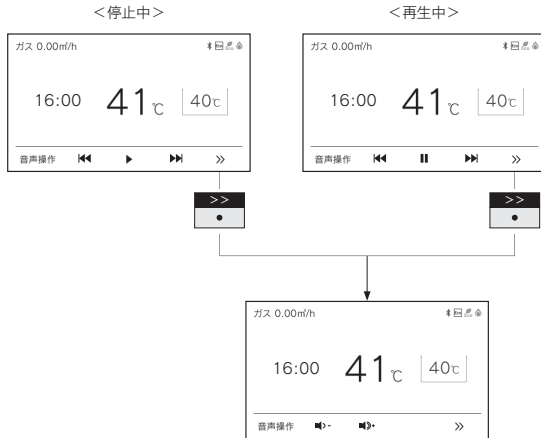 <停止中>
<再生中>
ガス 0.00㎥/h
16:00 41℃ 40℃
音声操作 ⏮ ▶ ⏭ >>
ガス 0.00㎥/h
16:00 41℃ 40℃
音声操作 ⏮ ⏸ ⏭ >>
>>
>>
ガス 0.00㎥/h
16:00 41℃ 40℃
音声操作 - + >>